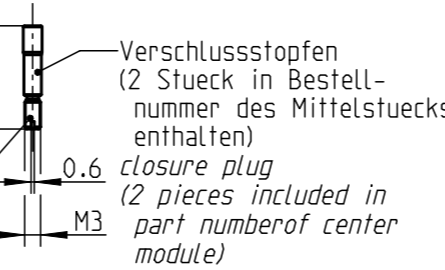 Verschlussstopfen
(2 Stueck in Bestell-
nummer des Mittelstuecks
enthalten)
0.6 closure plug
(2 pieces included in
M3 part numberof center
module)